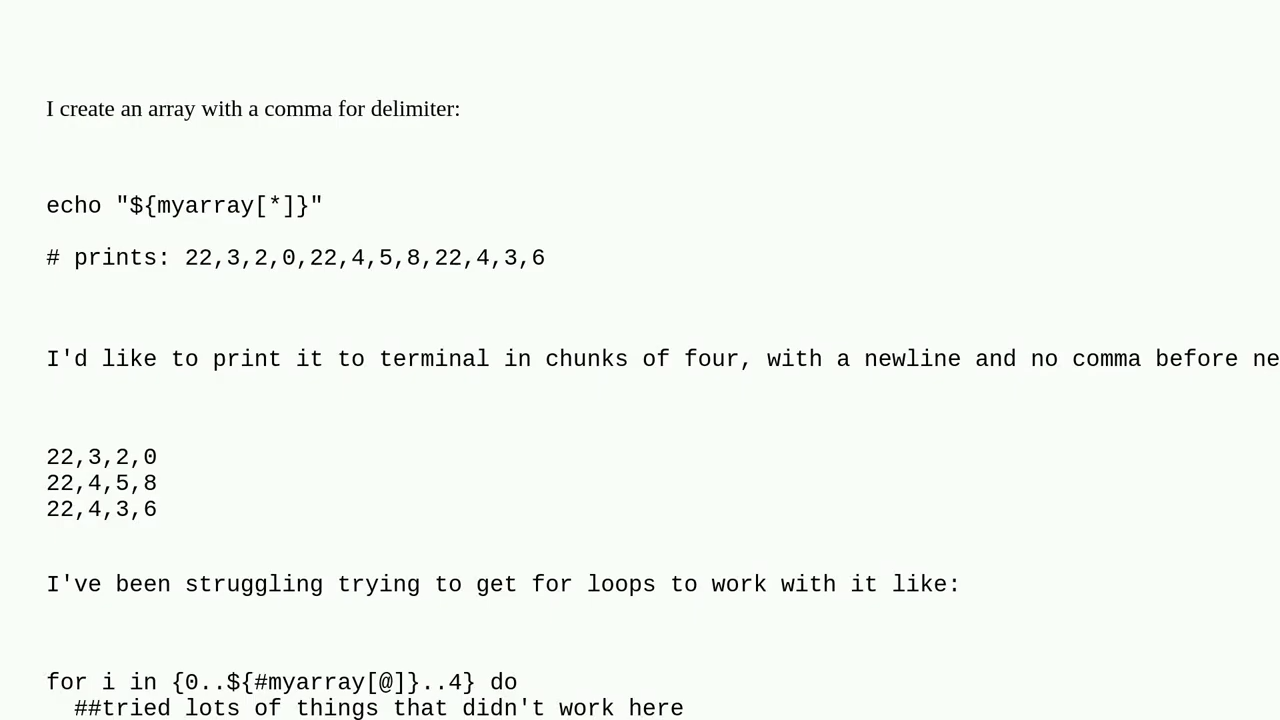 I create an array with a comma for delimiter:
echo "${myarray[*]}"
# prints: 22,3,2,0,22,4,5,8,22,4,3,6
I'd like to print it to terminal in chunks of four, with a newline and no comma before ne
22,3,2,0
22,4,5,8
22,4,3,6
I've been struggling trying to get for loops to work with it like:
for i in {0..${#myarray[@]}..4} do
  ##tried lots of things that didn't work here